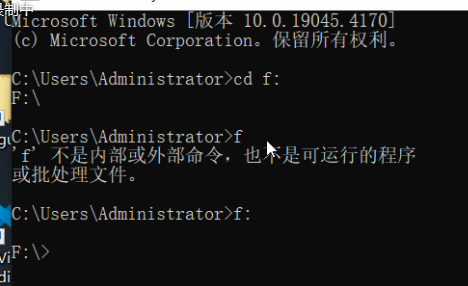 Microsoft Windows [版本 10.0.19045.4170]
(c) Microsoft Corporation。保留所有权利。
C:\Users\Administrator>cd f:
F:\
C:\Users\Administrator>f
'f' 不是内部或外部命令，也不是可运行的程序
或批处理文件。
C:\Users\Administrator>f:
F:\>